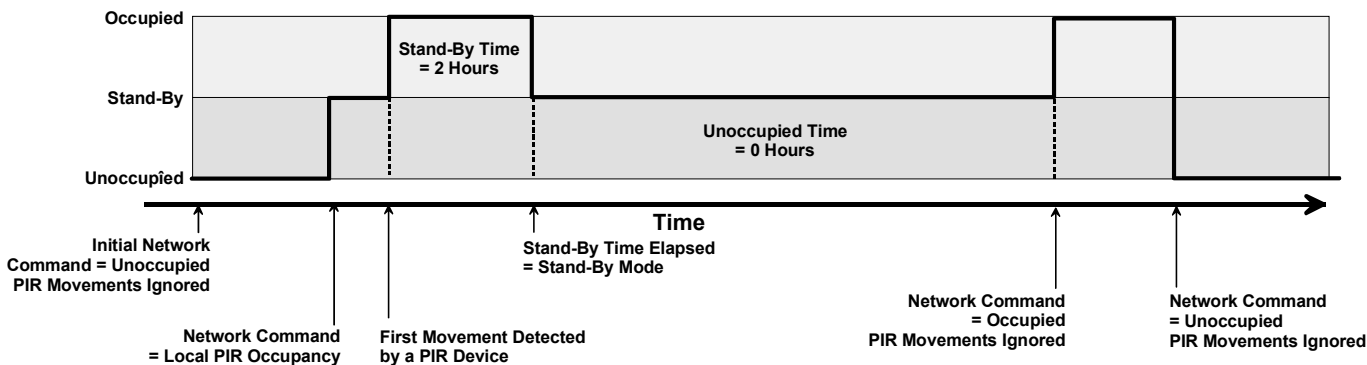 Occupied
Stand-By Time
= 2 Hours
Stand-By
Unoccupied Time
= 0 Hours
Unoccupied
Time
Initial Network
Command = Unoccupied
PIR Movements Ignored
Stand-By Time Elapsed
= Stand-By Mode
Network Command
= Local PIR Occupancy
First Movement Detected
by a PIR Device
Network Command
= Occupied
PIR Movements Ignored
Network Command
= Unoccupied
PIR Movements Ignored